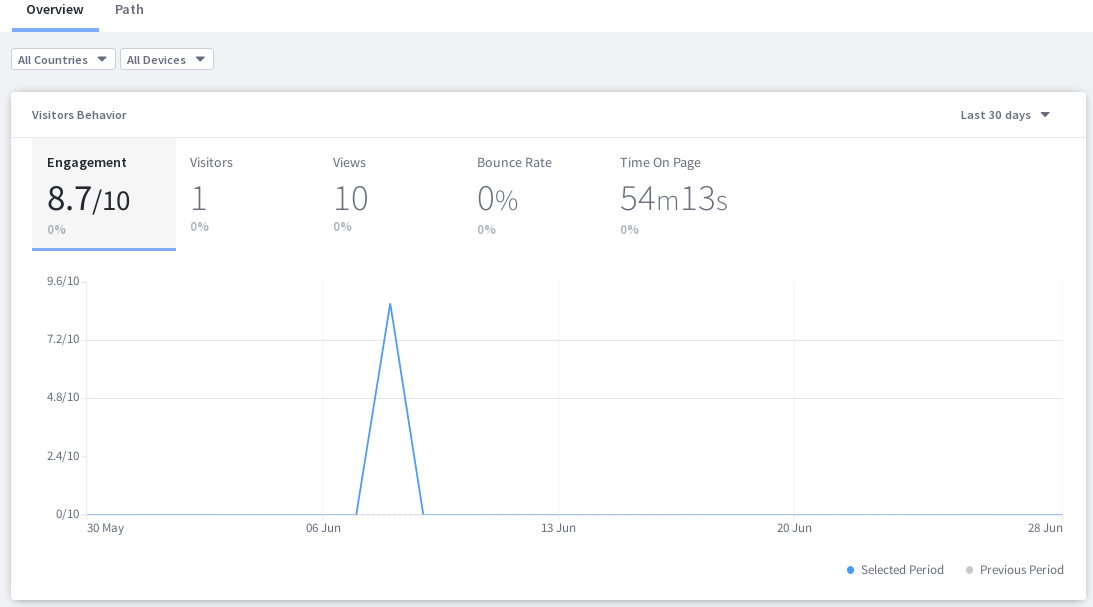 Overview Path
All Countries All Devices
Visitors Behavior Last 30 days
Engagement Visitors Views Bounce Rate Time On Page
8.7/10 1 10 0% 54m13s
0% 0% 0% 0% 0%
9.6/10
7.2/10
4.8/10
2.4/10
0/10
30 May 06 Jun 13 Jun 20 Jun 28 Jun
Selected Period Previous Period